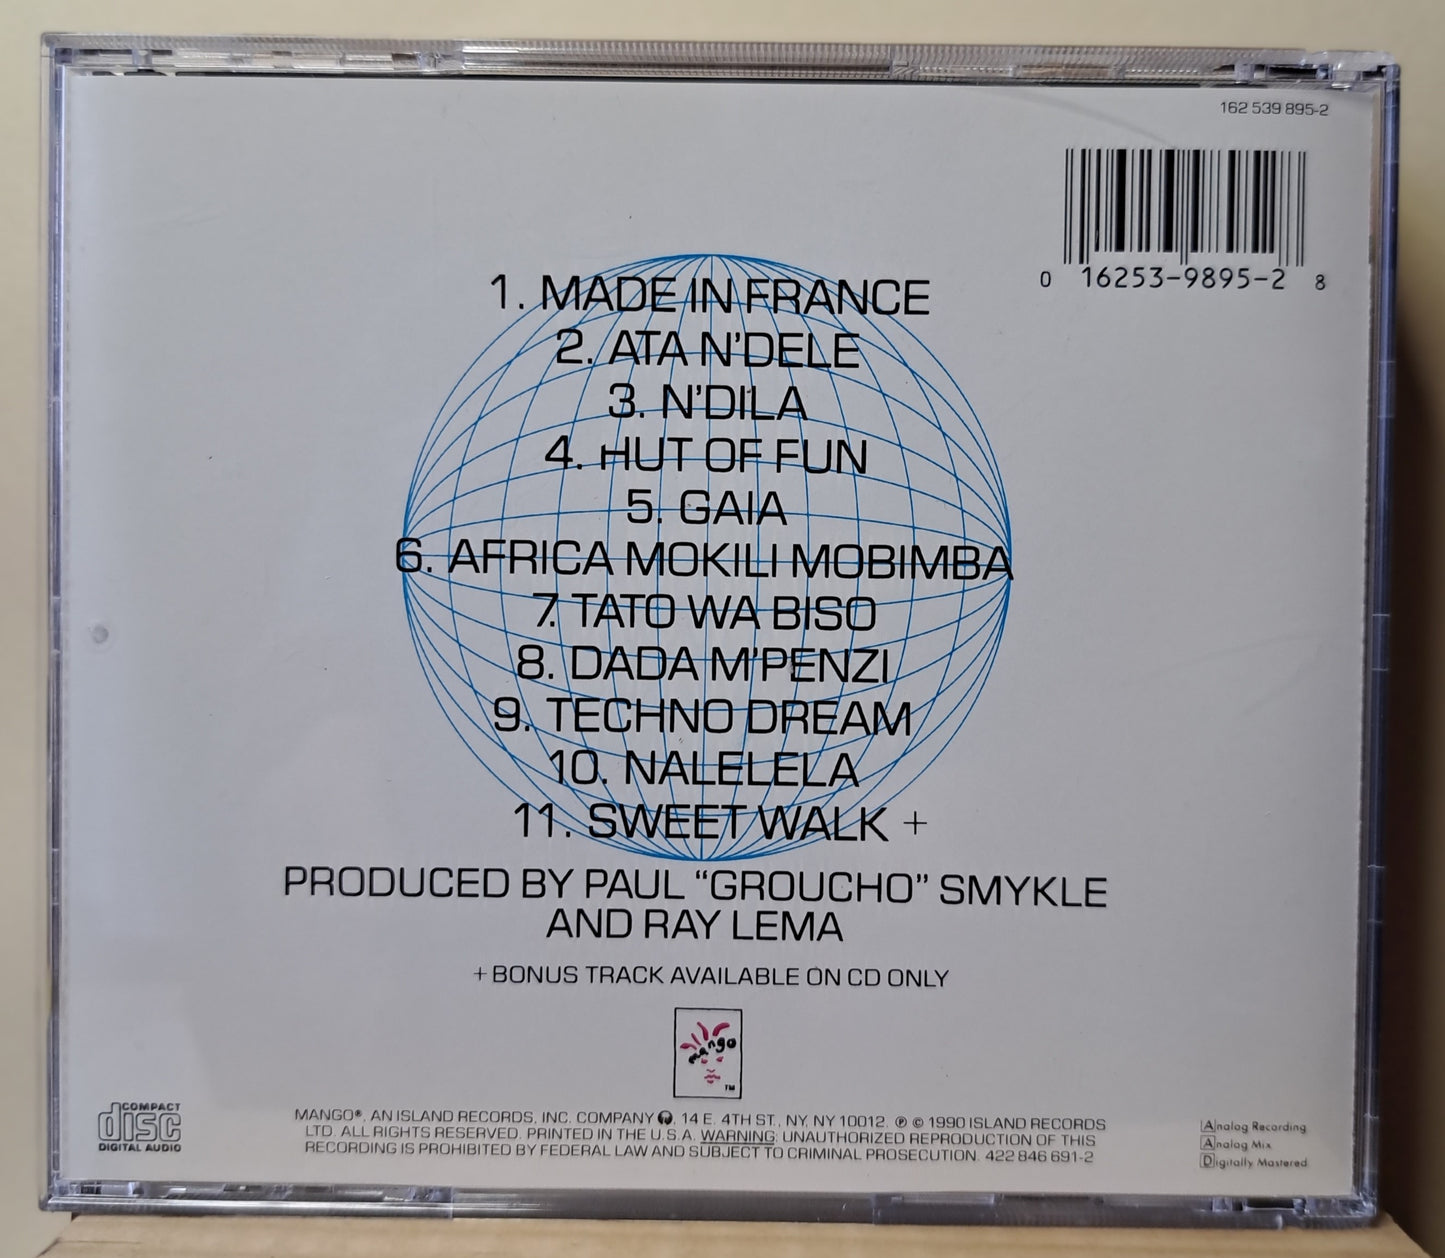 162 539 895-2
0 16253-9895-2 8
1. MADE IN FRANCE
2. ATA N'DELE
3. N'DILA
4. HUT OF FUN
5. GAIA
6. AFRICA MOKILI MOBIMBA
7. TATO WA BISO
8. DADA M'PENZI
9. TECHNO DREAM
10. NALELELA
11. SWEET WALK +
PRODUCED BY PAUL “GROUCHO” SMYKLE
AND RAY LEMA
+ BONUS TRACK AVAILABLE ON CD ONLY
mango
TM
COMPACT
disc
DIGITAL AUDIO
MANGO®, AN ISLAND RECORDS, INC. COMPANY, 14 E. 4TH ST., NY, NY 10012. ℗ © 1990 ISLAND RECORDS
LTD. ALL RIGHTS RESERVED. PRINTED IN THE U.S.A. WARNING: UNAUTHORIZED REPRODUCTION OF THIS
RECORDING IS PROHIBITED BY FEDERAL LAW AND SUBJECT TO CRIMINAL PROSECUTION. 422 846 691-2
Analog Recording
Analog Mix
Digitally Mastered